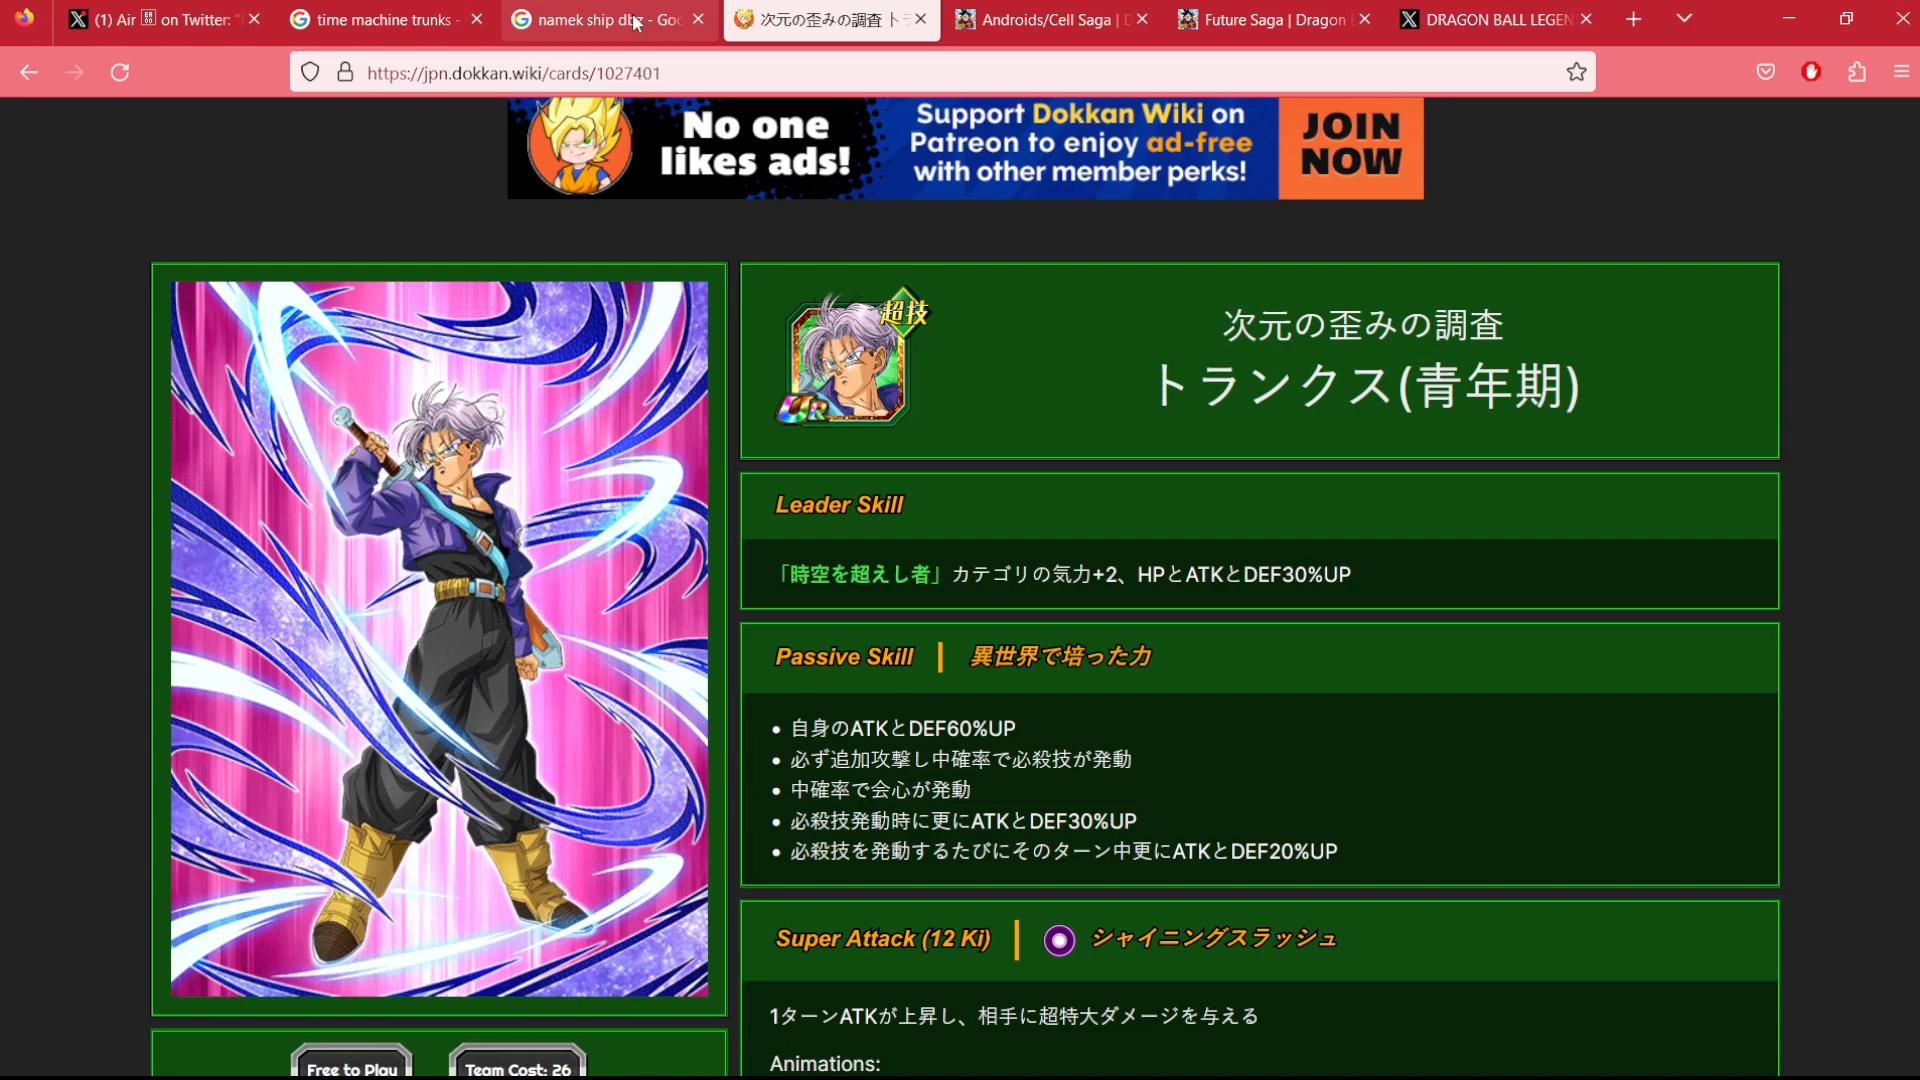 (1) Air on Twitter: "
time machine trunks -
namek ship dbz - Goo
次元の歪みの調査 ト
Androids/Cell Saga | D
Future Saga | Dragon B
DRAGON BALL LEGEN
https://jpn.dokkan.wiki/cards/1027401
No one likes ads!
Support Dokkan Wiki on
Patreon to enjoy ad-free
with other member perks!
JOIN NOW
超技
UR
次元の歪みの調査
トランクス(青年期)
Leader Skill
「時空を超えし者」カテゴリの気力+2、HPとATKとDEF30%UP
Passive Skill | 異世界で培った力
• 自身のATKとDEF60%UP
• 必ず追加攻撃し中確率で必殺技が発動
• 中確率で会心が発動
• 必殺技発動時に更にATKとDEF30%UP
• 必殺技を発動するたびにそのターン中更にATKとDEF20%UP
Super Attack (12 Ki) | シャイニングスラッシュ
1ターンATKが上昇し、相手に超特大ダメージを与える
Animations:
Free to Play
Team Cost: 26